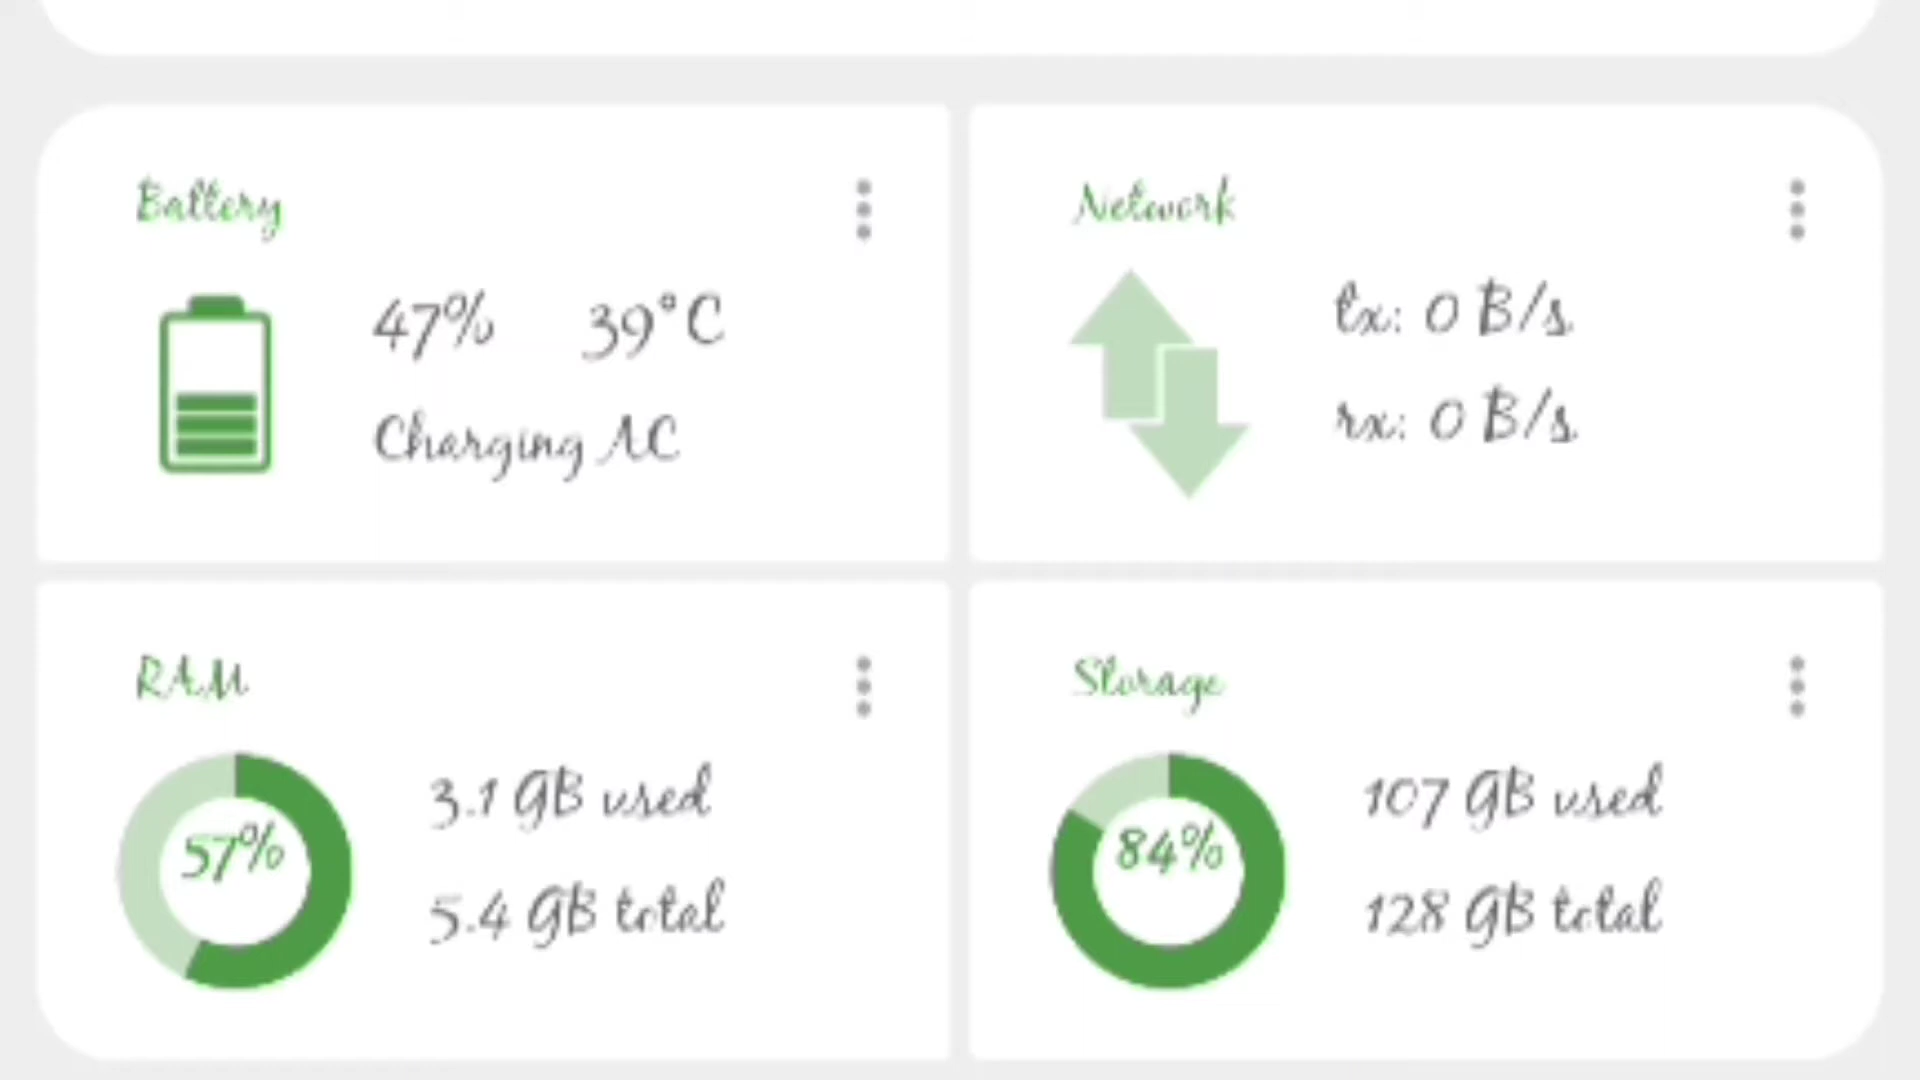 Battery
47% 39°C
Charging AC
Network
tx: 0 B/s
rx: 0 B/s
RAM
57%
3.1 GB used
5.4 GB total
Storage
84%
107 GB used
128 GB total